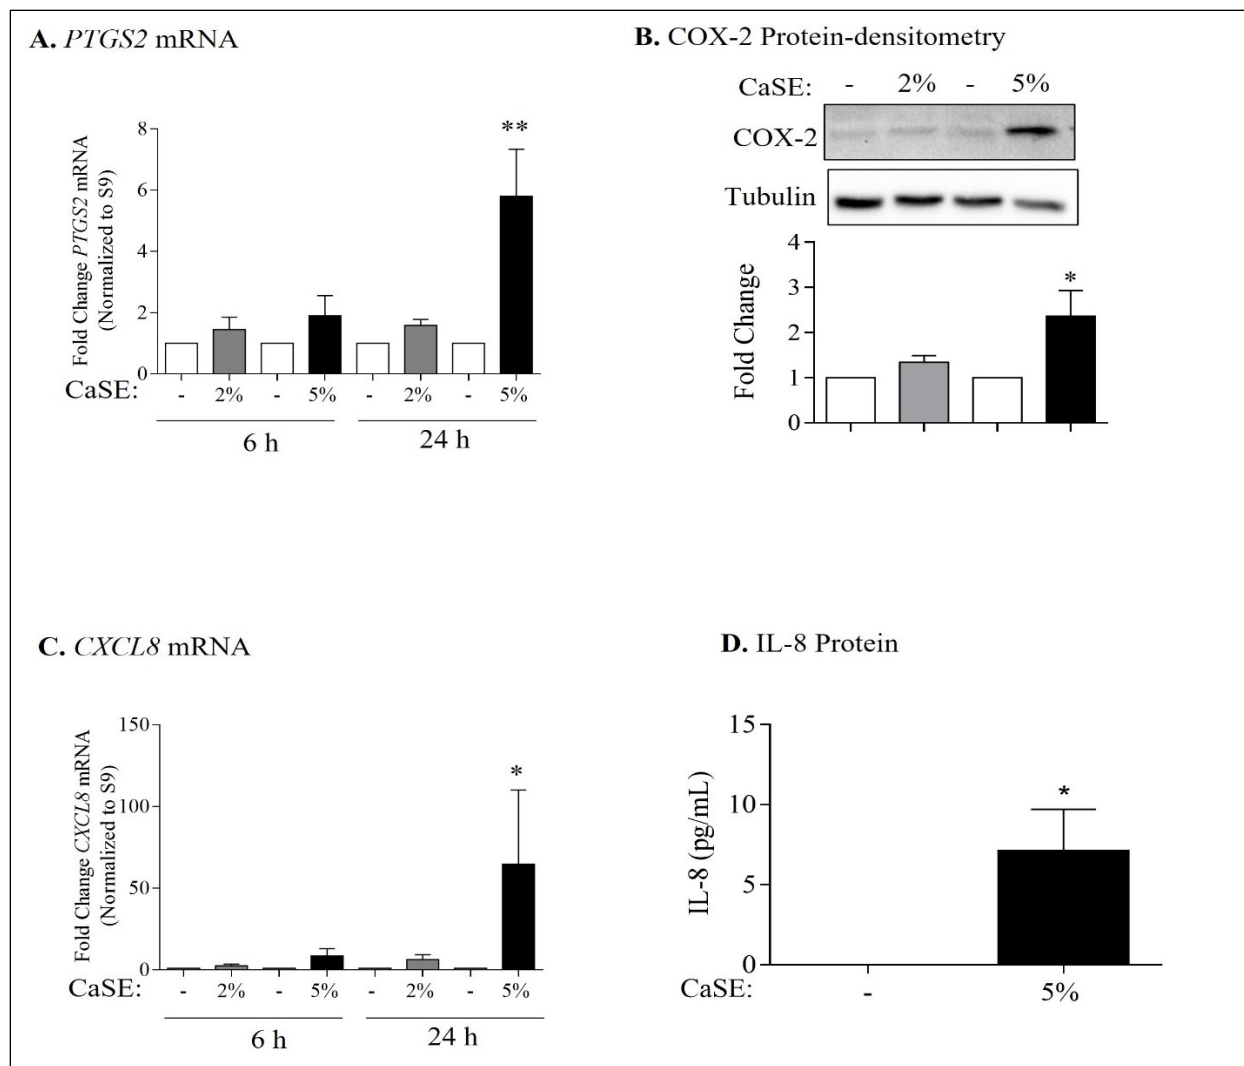 A. PTGS2 mRNA
Fold Change PTGS2 mRNA
(Normalized to S9)
8
6
4
2
0
**
CaSE: - 2% - 5% - 2% - 5%
6 h 24 h
B. COX-2 Protein-densitometry
CaSE: - 2% - 5%
COX-2
Tubulin
Fold Change
4
3
2
1
0
*
C. CXCL8 mRNA
Fold Change CXCL8 mRNA
(Normalized to S9)
150
100
50
0
*
CaSE: - 2% - 5% - 2% - 5%
6 h 24 h
D. IL-8 Protein
IL-8 (pg/mL)
15
10
5
0
*
CaSE: - 5%